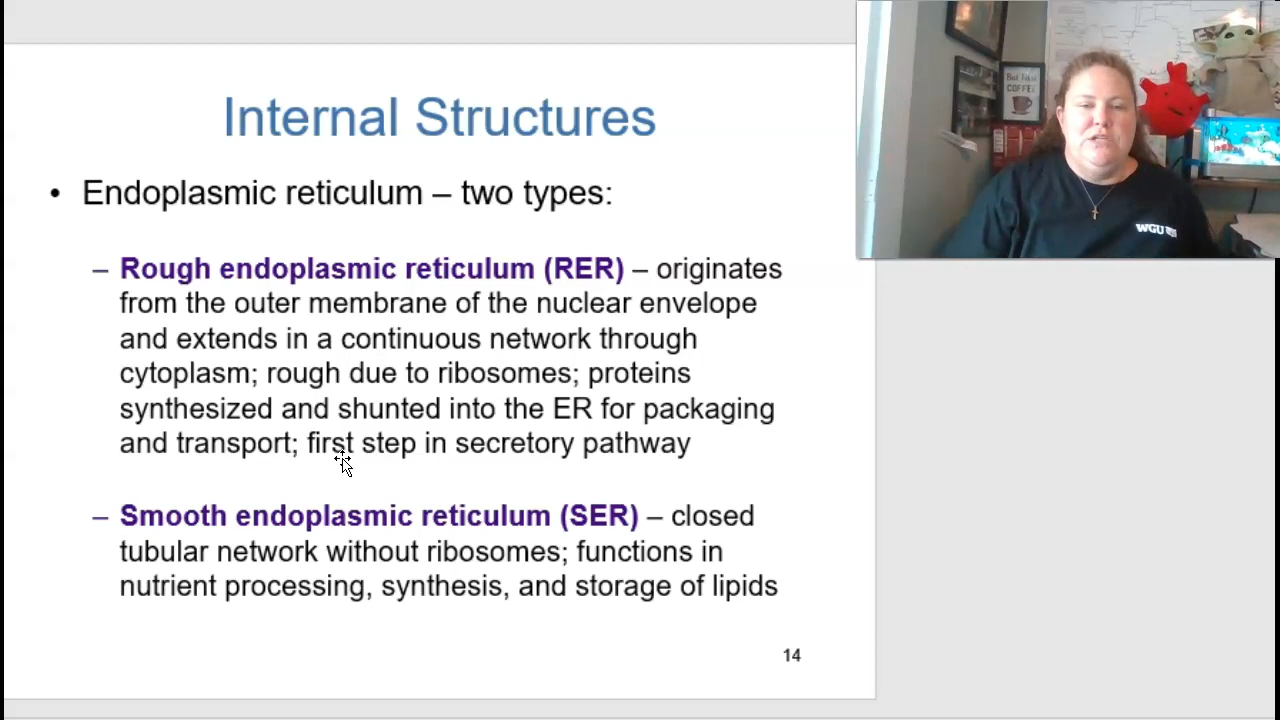 Internal Structures
• Endoplasmic reticulum – two types:
– Rough endoplasmic reticulum (RER) – originates
from the outer membrane of the nuclear envelope
and extends in a continuous network through
cytoplasm; rough due to ribosomes; proteins
synthesized and shunted into the ER for packaging
and transport; first step in secretory pathway
– Smooth endoplasmic reticulum (SER) – closed
tubular network without ribosomes; functions in
nutrient processing, synthesis, and storage of lipids
14
COFFEE
WGU